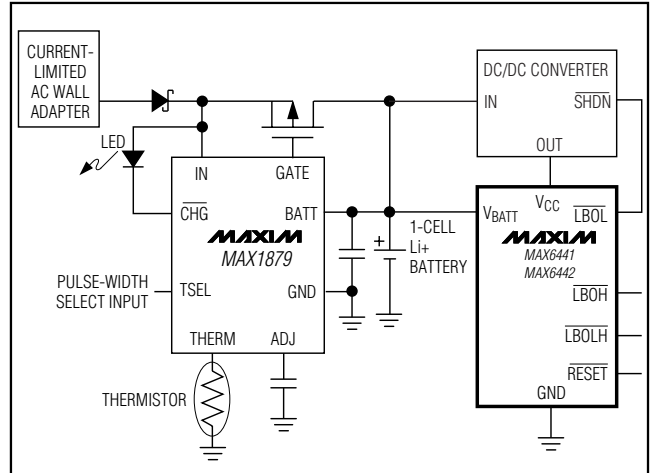 CURRENT-
LIMITED
AC WALL
ADAPTER
DC/DC CONVERTER
IN
SHDN
OUT
LED
IN
GATE
CHG
BATT
MAXIM
MAX1879
TSEL
GND
THERM
ADJ
PULSE-WIDTH
SELECT INPUT
THERMISTOR
+
1-CELL
Li+
BATTERY
VBATT
VCC
LBOL
MAXIM
MAX6441
MAX6442
LBOH
LBOLH
RESET
GND